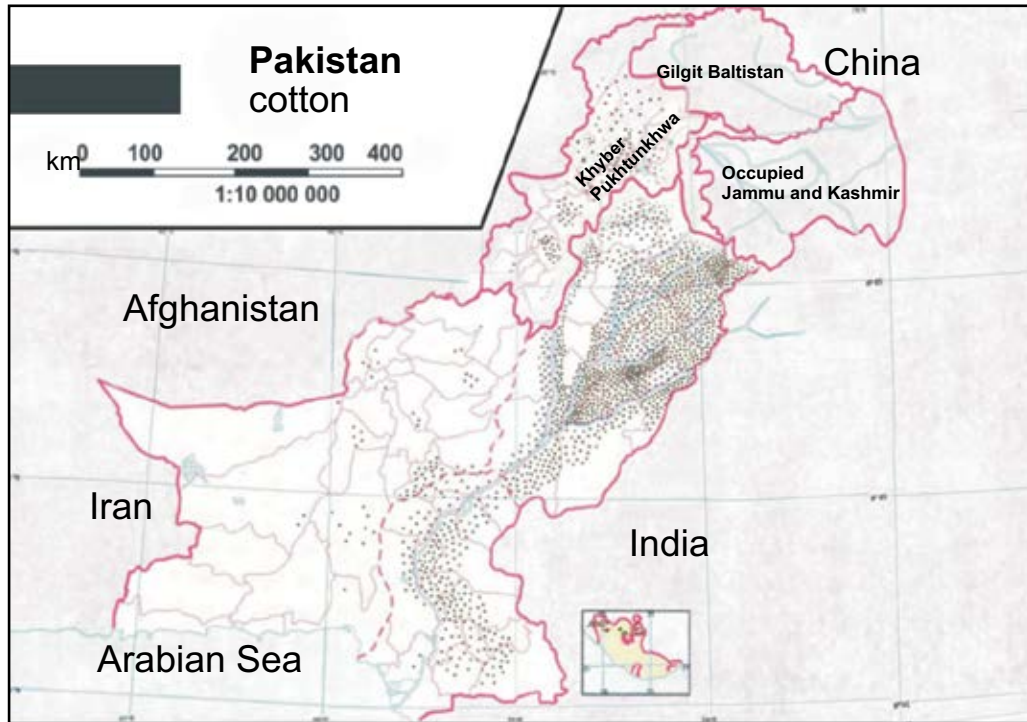 Pakistan
cotton
km 0 100 200 300 400
1:10 000 000
Gilgit Baltistan
China
Khyber
Pukhtunkhwa
Occupied
Jammu and Kashmir
Afghanistan
Iran
India
Arabian Sea